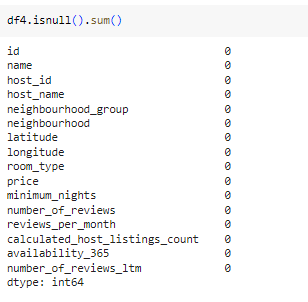 df4.isnull().sum()
id 0
name 0
host_id 0
host_name 0
neighbourhood_group 0
neighbourhood 0
latitude 0
longitude 0
room_type 0
price 0
minimum_nights 0
number_of_reviews 0
reviews_per_month 0
calculated_host_listings_count 0
availability_365 0
number_of_reviews_ltm 0
dtype: int64